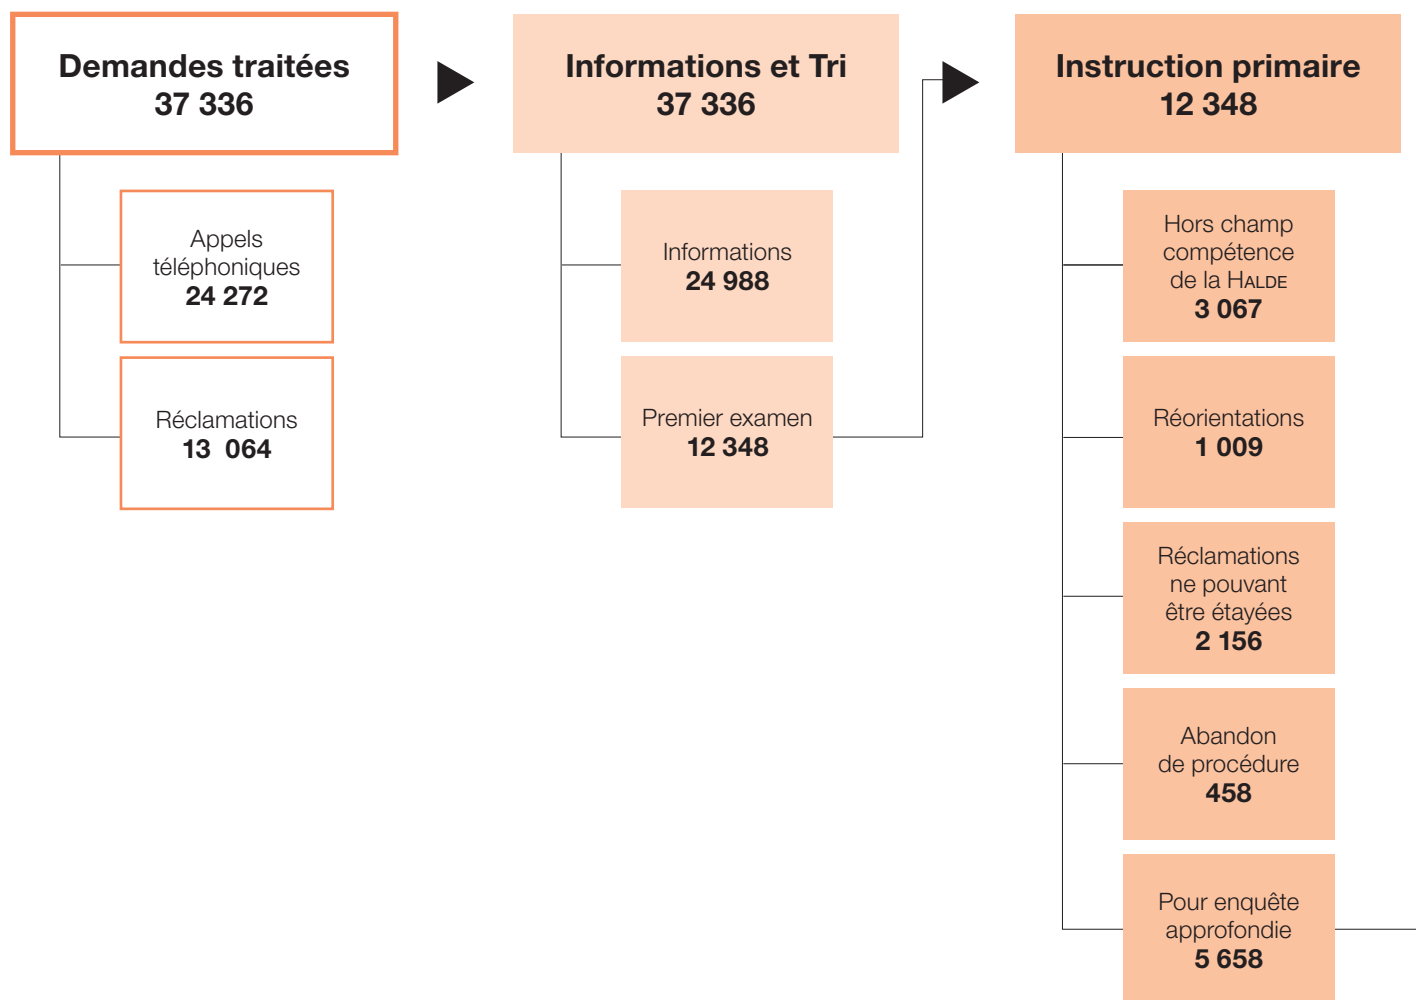 Demandes traitées
37 336
Appels
téléphoniques
24 272
Réclamations
13 064
Informations et Tri
37 336
Informations
24 988
Premier examen
12 348
Instruction primaire
12 348
Hors champ
compétence
de la HALDE
3 067
Réorientations
1 009
Réclamations
ne pouvant
être étayées
2 156
Abandon
de procédure
458
Pour enquête
approfondie
5 658